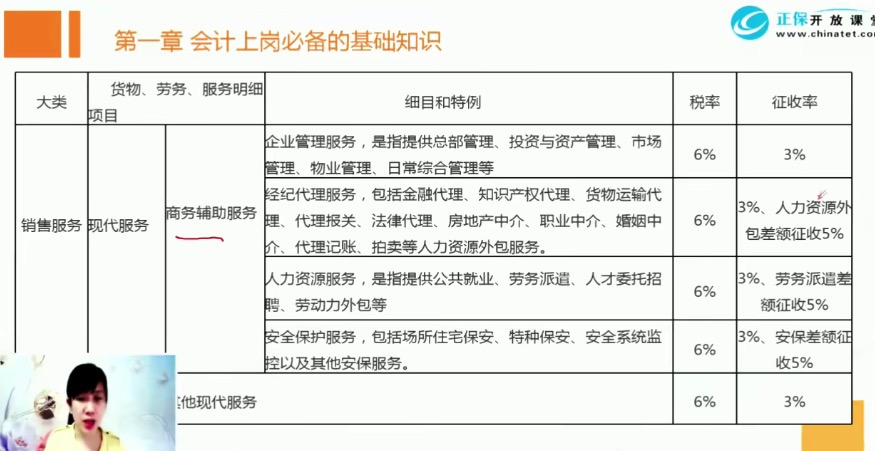 正保开放课堂
www.chinatet.c
第一章 会计上岗必备的基础知识
大类
货物、劳务、服务明细
项目
细目和特例
税率
征收率
销售服务
现代服务
商务辅助服务
企业管理服务，是指提供总部管理、投资与资产管理、市场
管理、物业管理、日常综合管理等
6%
3%
经纪代理服务，包括金融代理、知识产权代理、货物运输代
理、代理报关、法律代理、房地产中介、职业中介、婚姻中
介、代理记账、拍卖等人力资源外包服务。
6%
3%、人力资源外
包差额征收5%
人力资源服务，是指提供公共就业、劳务派遣、人才委托招
聘、劳动力外包等
6%
3%、劳务派遣差
额征收5%
安全保护服务，包括场所住宅保安、特种保安、安全系统监
控以及其他安保服务。
6%
3%、安保差额征
收5%
其他现代服务
6%
3%